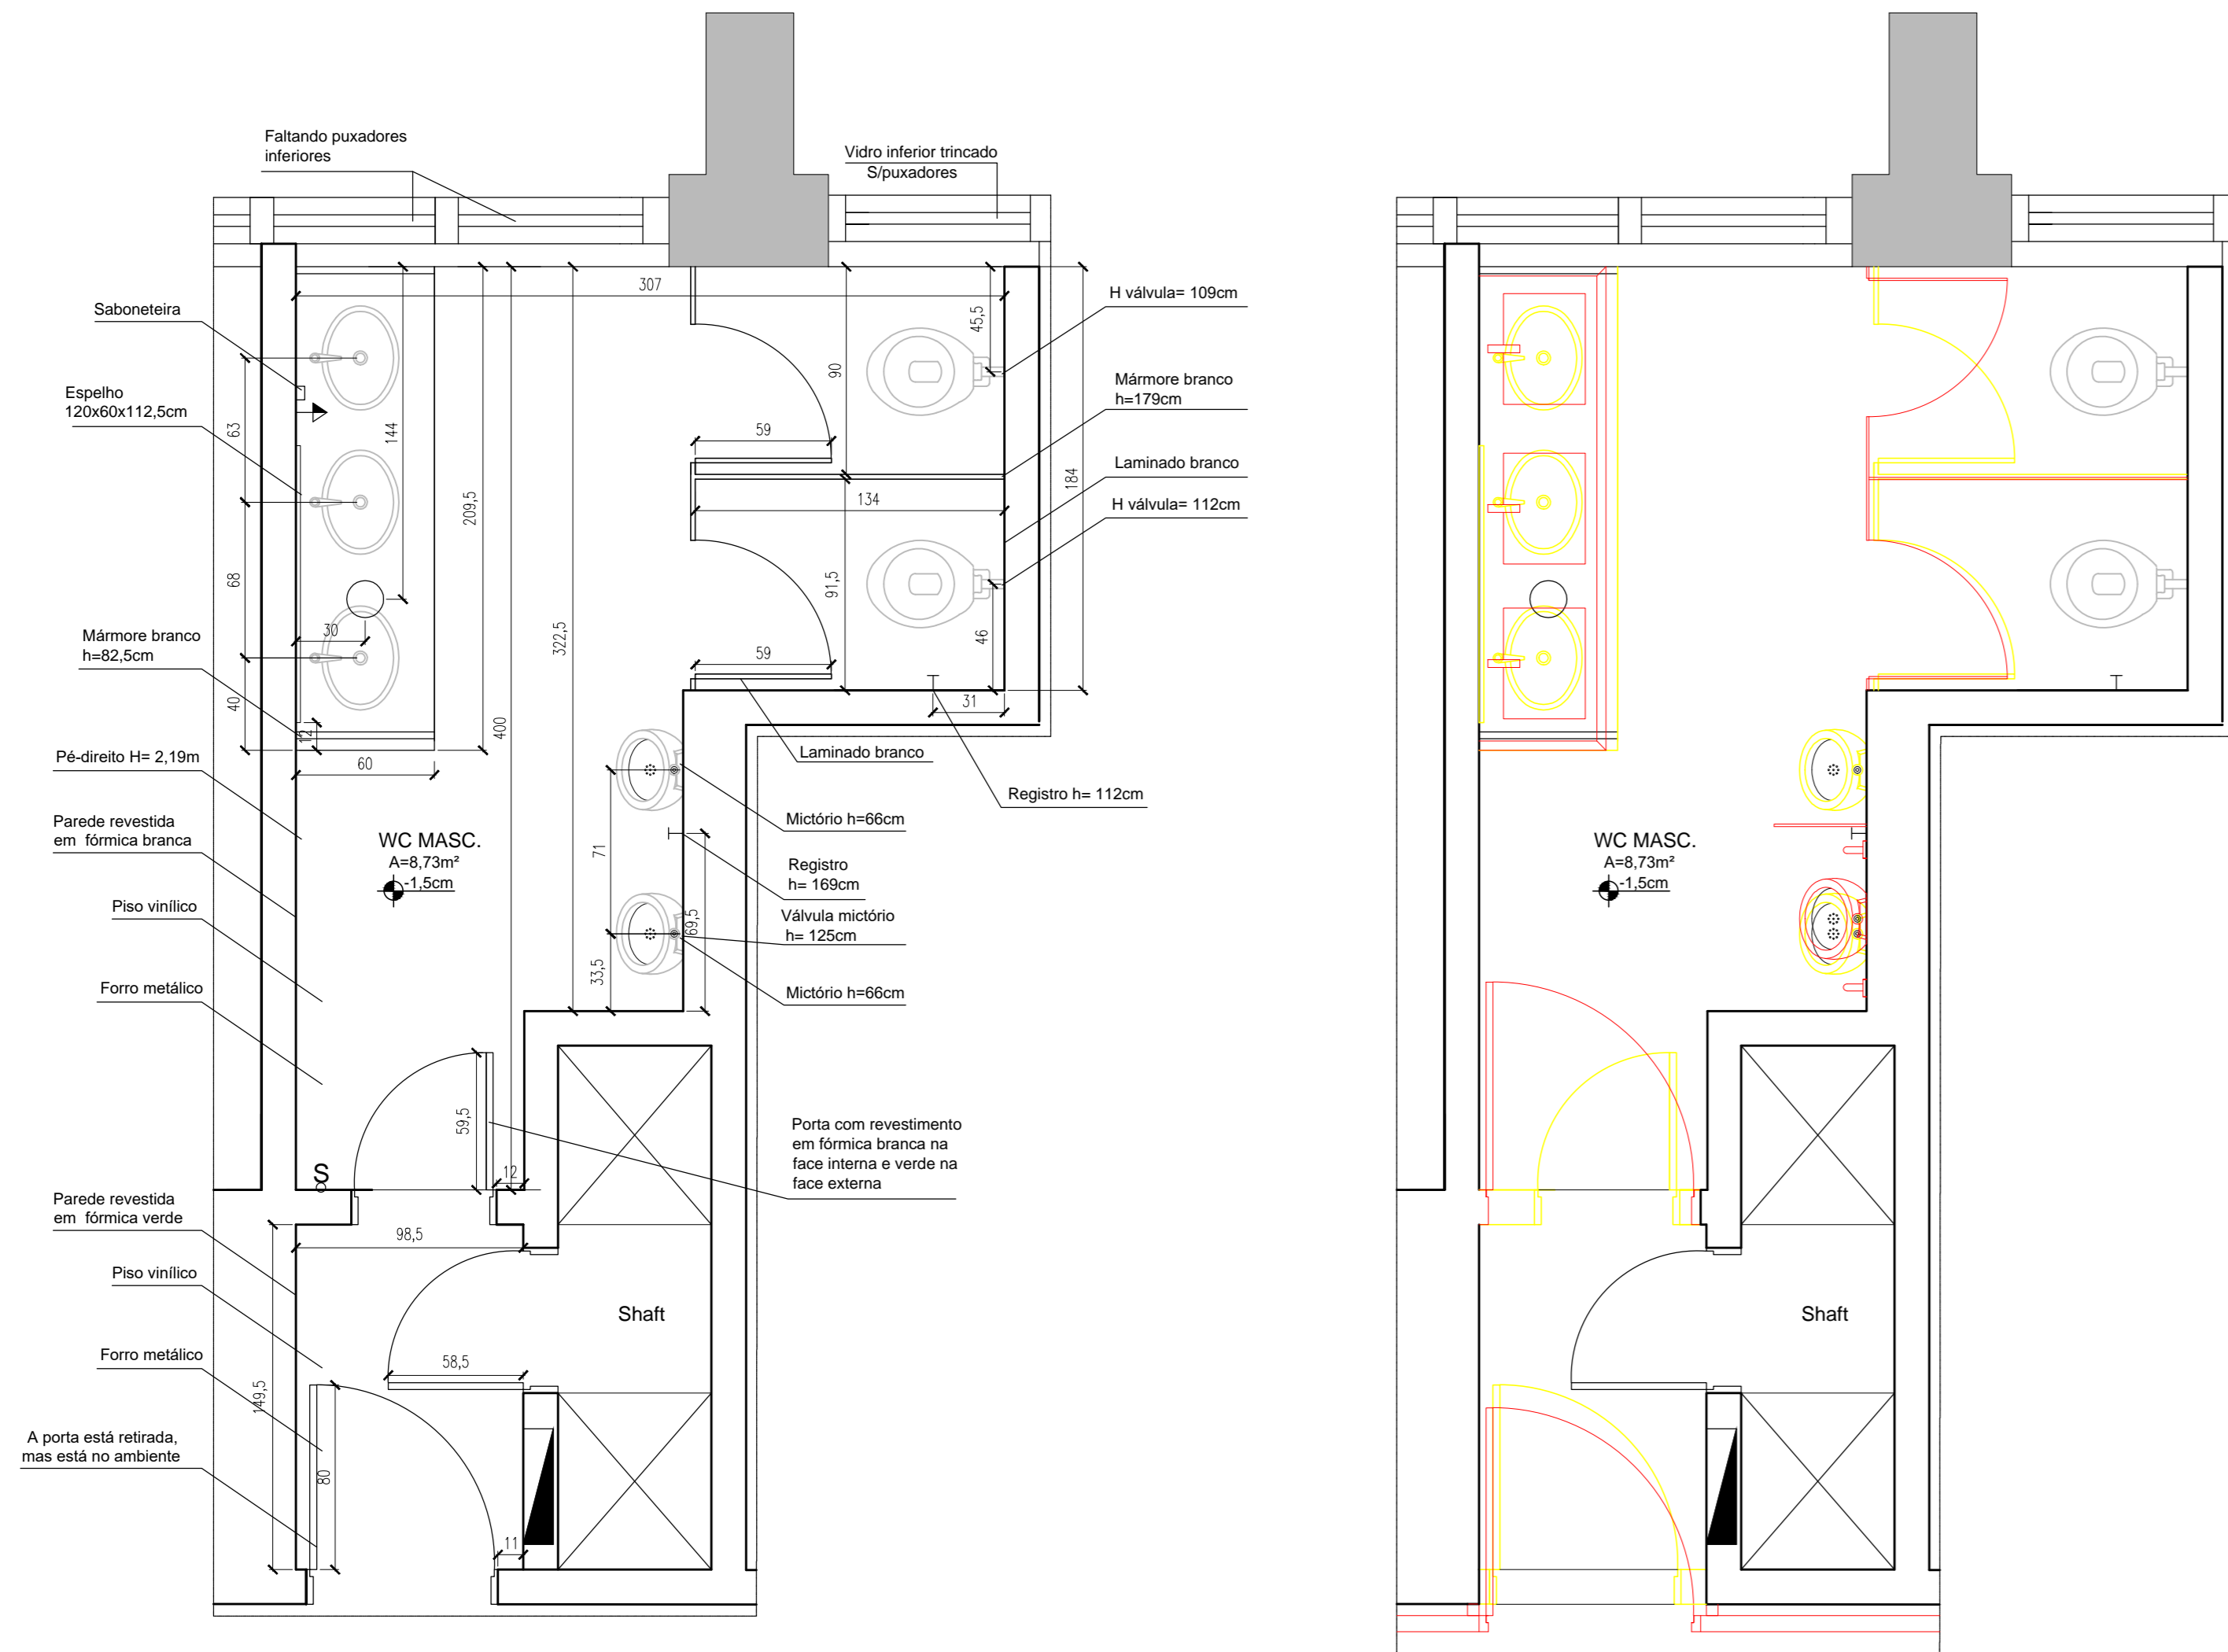 Faltando puxadores
inferiores
Vidro inferior trincado
S/puxadores
307
H válvula= 109cm
Saboneteira
45,5
90
Mármore branco
h=179cm
Espelho
120x60x112,5cm
63
144
59
Laminado branco
184
134
H válvula= 112cm
209,5
68
91,5
30
322,5
46
Mármore branco
h=82,5cm
59
40
12
31
400
60
Laminado branco
Pé-direito H= 2,19m
Registro h= 112cm
Parede revestida
em fórmica branca
Mictório h=66cm
WC MASC.
A=8,73m²
-1,5cm
71
Registro
h= 169cm
Piso vinílico
69,5
Válvula mictório
h= 125cm
33,5
Forro metálico
Mictório h=66cm
59,5
Porta com revestimento
em fórmica branca na
face interna e verde na
face externa
12
S
Parede revestida
em fórmica verde
98,5
Piso vinílico
Shaft
Forro metálico
58,5
149,5
A porta está retirada,
mas está no ambiente
80
11
WC MASC.
A=8,73m²
-1,5cm
Shaft